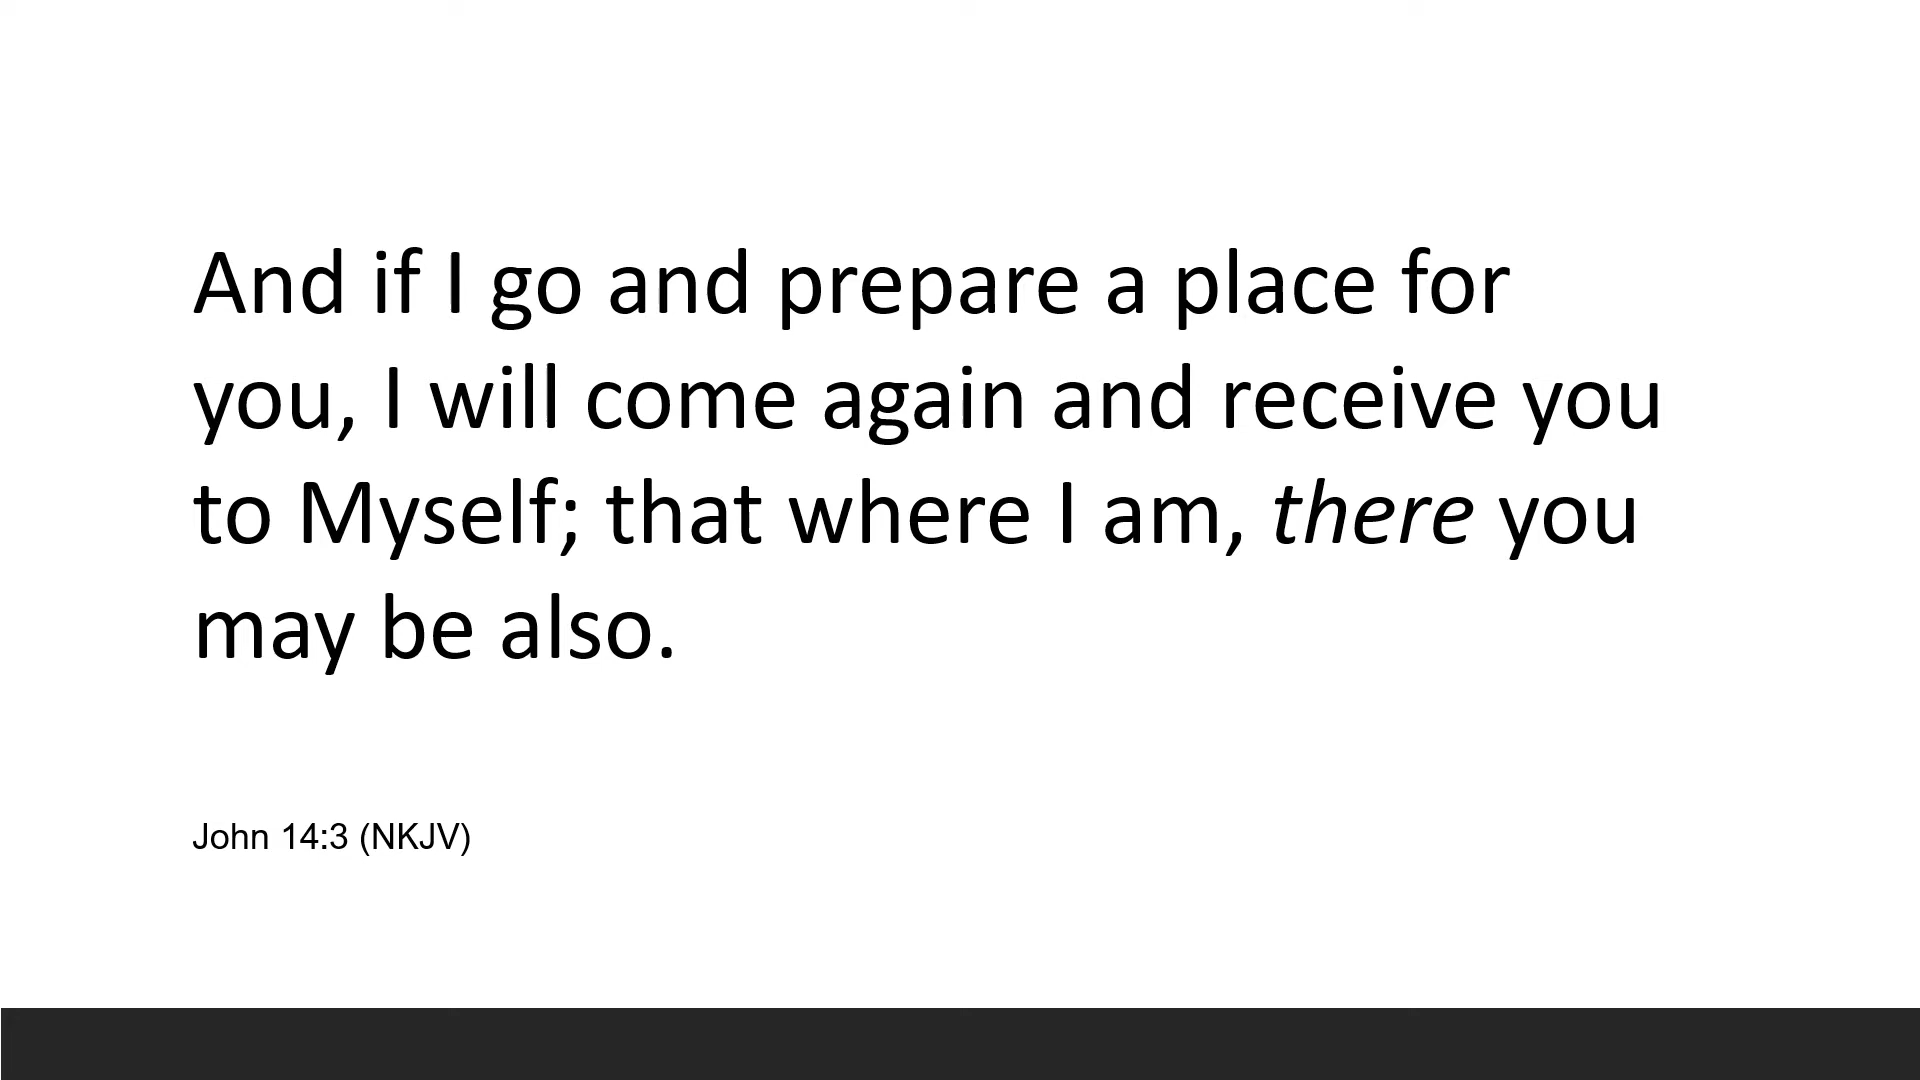 And if I go and prepare a place for
you, I will come again and receive you
to Myself; that where I am, there you
may be also.
John 14:3 (NKJV)